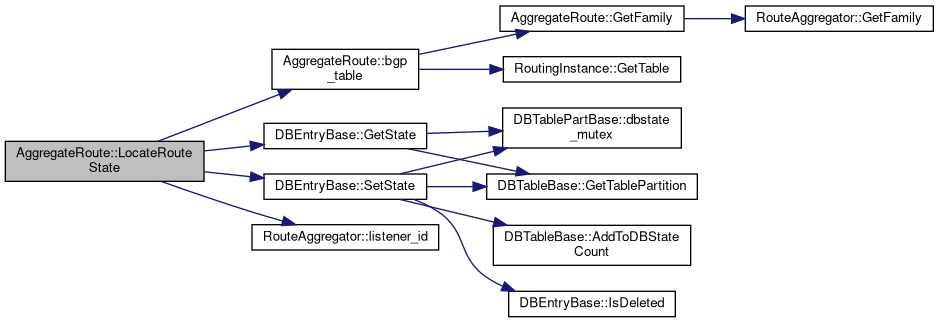 AggregateRoute::LocateRoute
State
AggregateRoute::bgp
_table
DBEntryBase::GetState
DBEntryBase::SetState
RouteAggregator::listener_id
AggregateRoute::GetFamily
RoutingInstance::GetTable
DBTablePartBase::dbstate
_mutex
DBTableBase::GetTablePartition
DBTableBase::AddToDBState
Count
DBEntryBase::IsDeleted
RouteAggregator::GetFamily